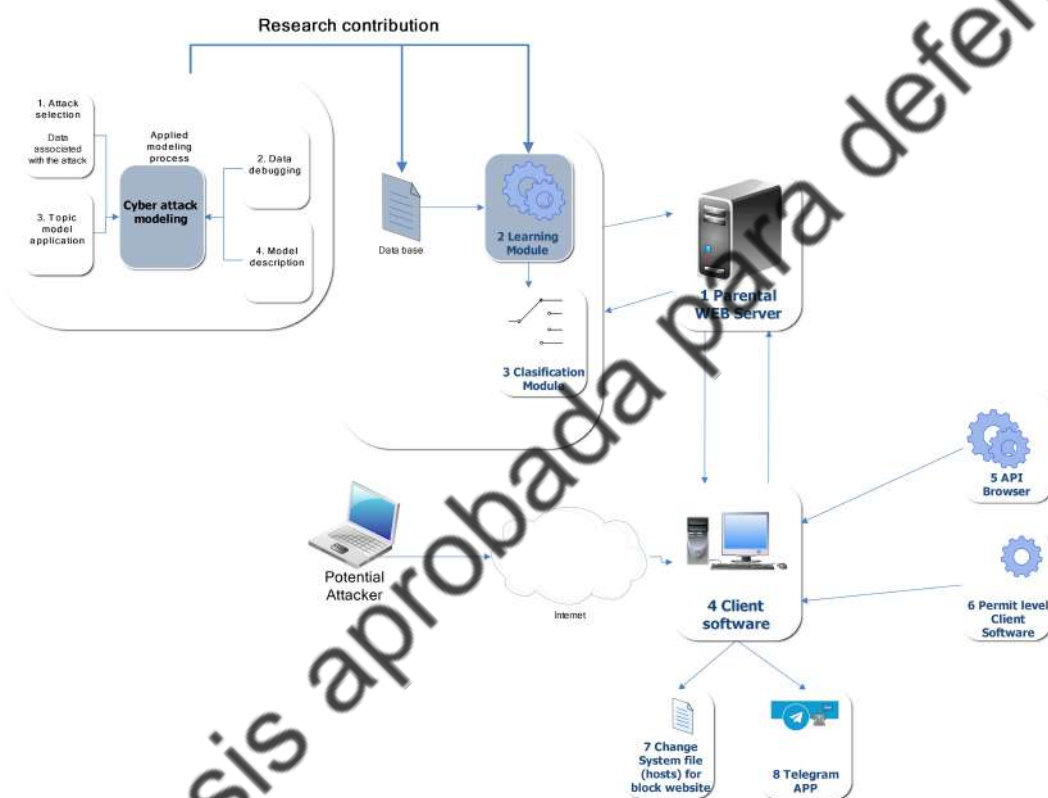 Research contribution
1. Attack
selection
Data
associated
with the attack
Applied
modeling
process
Cyber attack
modeling
2. Data
debugging
3. Topic
model
application
4. Model
description
Data base
2 Learning
Module
3 Clasification
Module
1 Parental
WEB Server
Potential
Attacker
Internet
4 Client
software
5 API
Browser
6 Permit level
Client
Software
7 Change
System file
(hosts) for
block website
8 Telegram
APP
sis aprobada para defen